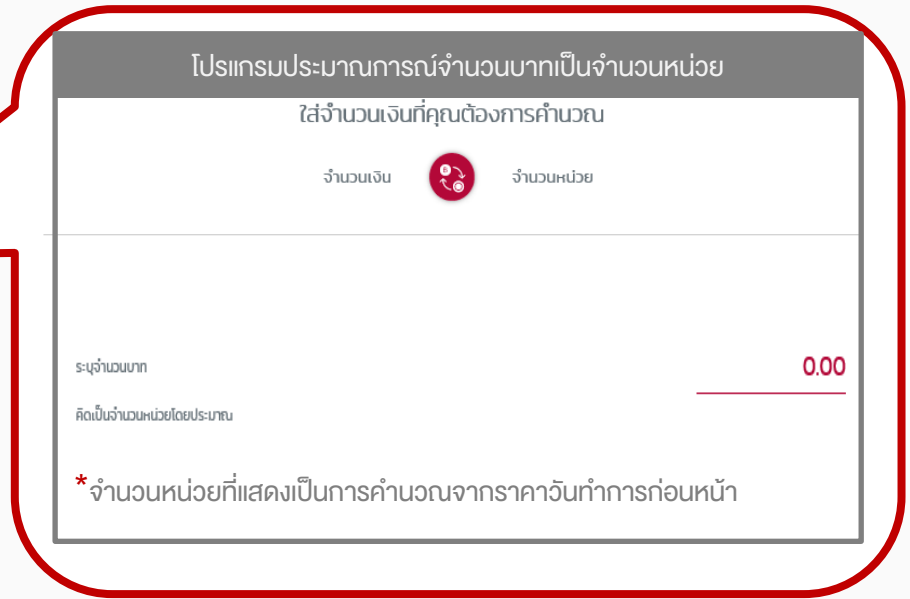 โปรแกรมประมาณการณ์จำนวนบาทเป็นจำนวนหน่วย
ใส่จำนวนเงินที่คุณต้องการคำนวณ
จำนวนเงิน จำนวนหน่วย
ระบุจำนวนบาท 0.00
คิดเป็นจำนวนหน่วยโดยประมาณ
*จำนวนหน่วยที่แสดงเป็นการคำนวณจากราคาวันทำการก่อนหน้า